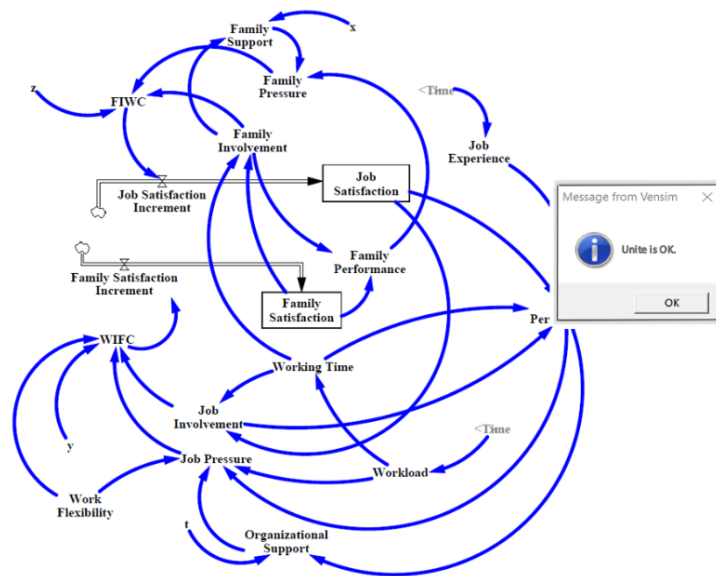 Family
Support
x
Family
Pressure
z
FIWC
<Time
Family
Involvement
Job
Experience
Job
Satisfaction
Job Satisfaction
Increment
Message from Vensim
Unite is OK.
OK
Family
Performance
Family Satisfaction
Increment
Family
Satisfaction
Per
WIFC
Working Time
Job
Involvement
<Time
y
Job Pressure
Workload
Work
Flexibility
t
Organizational
Support